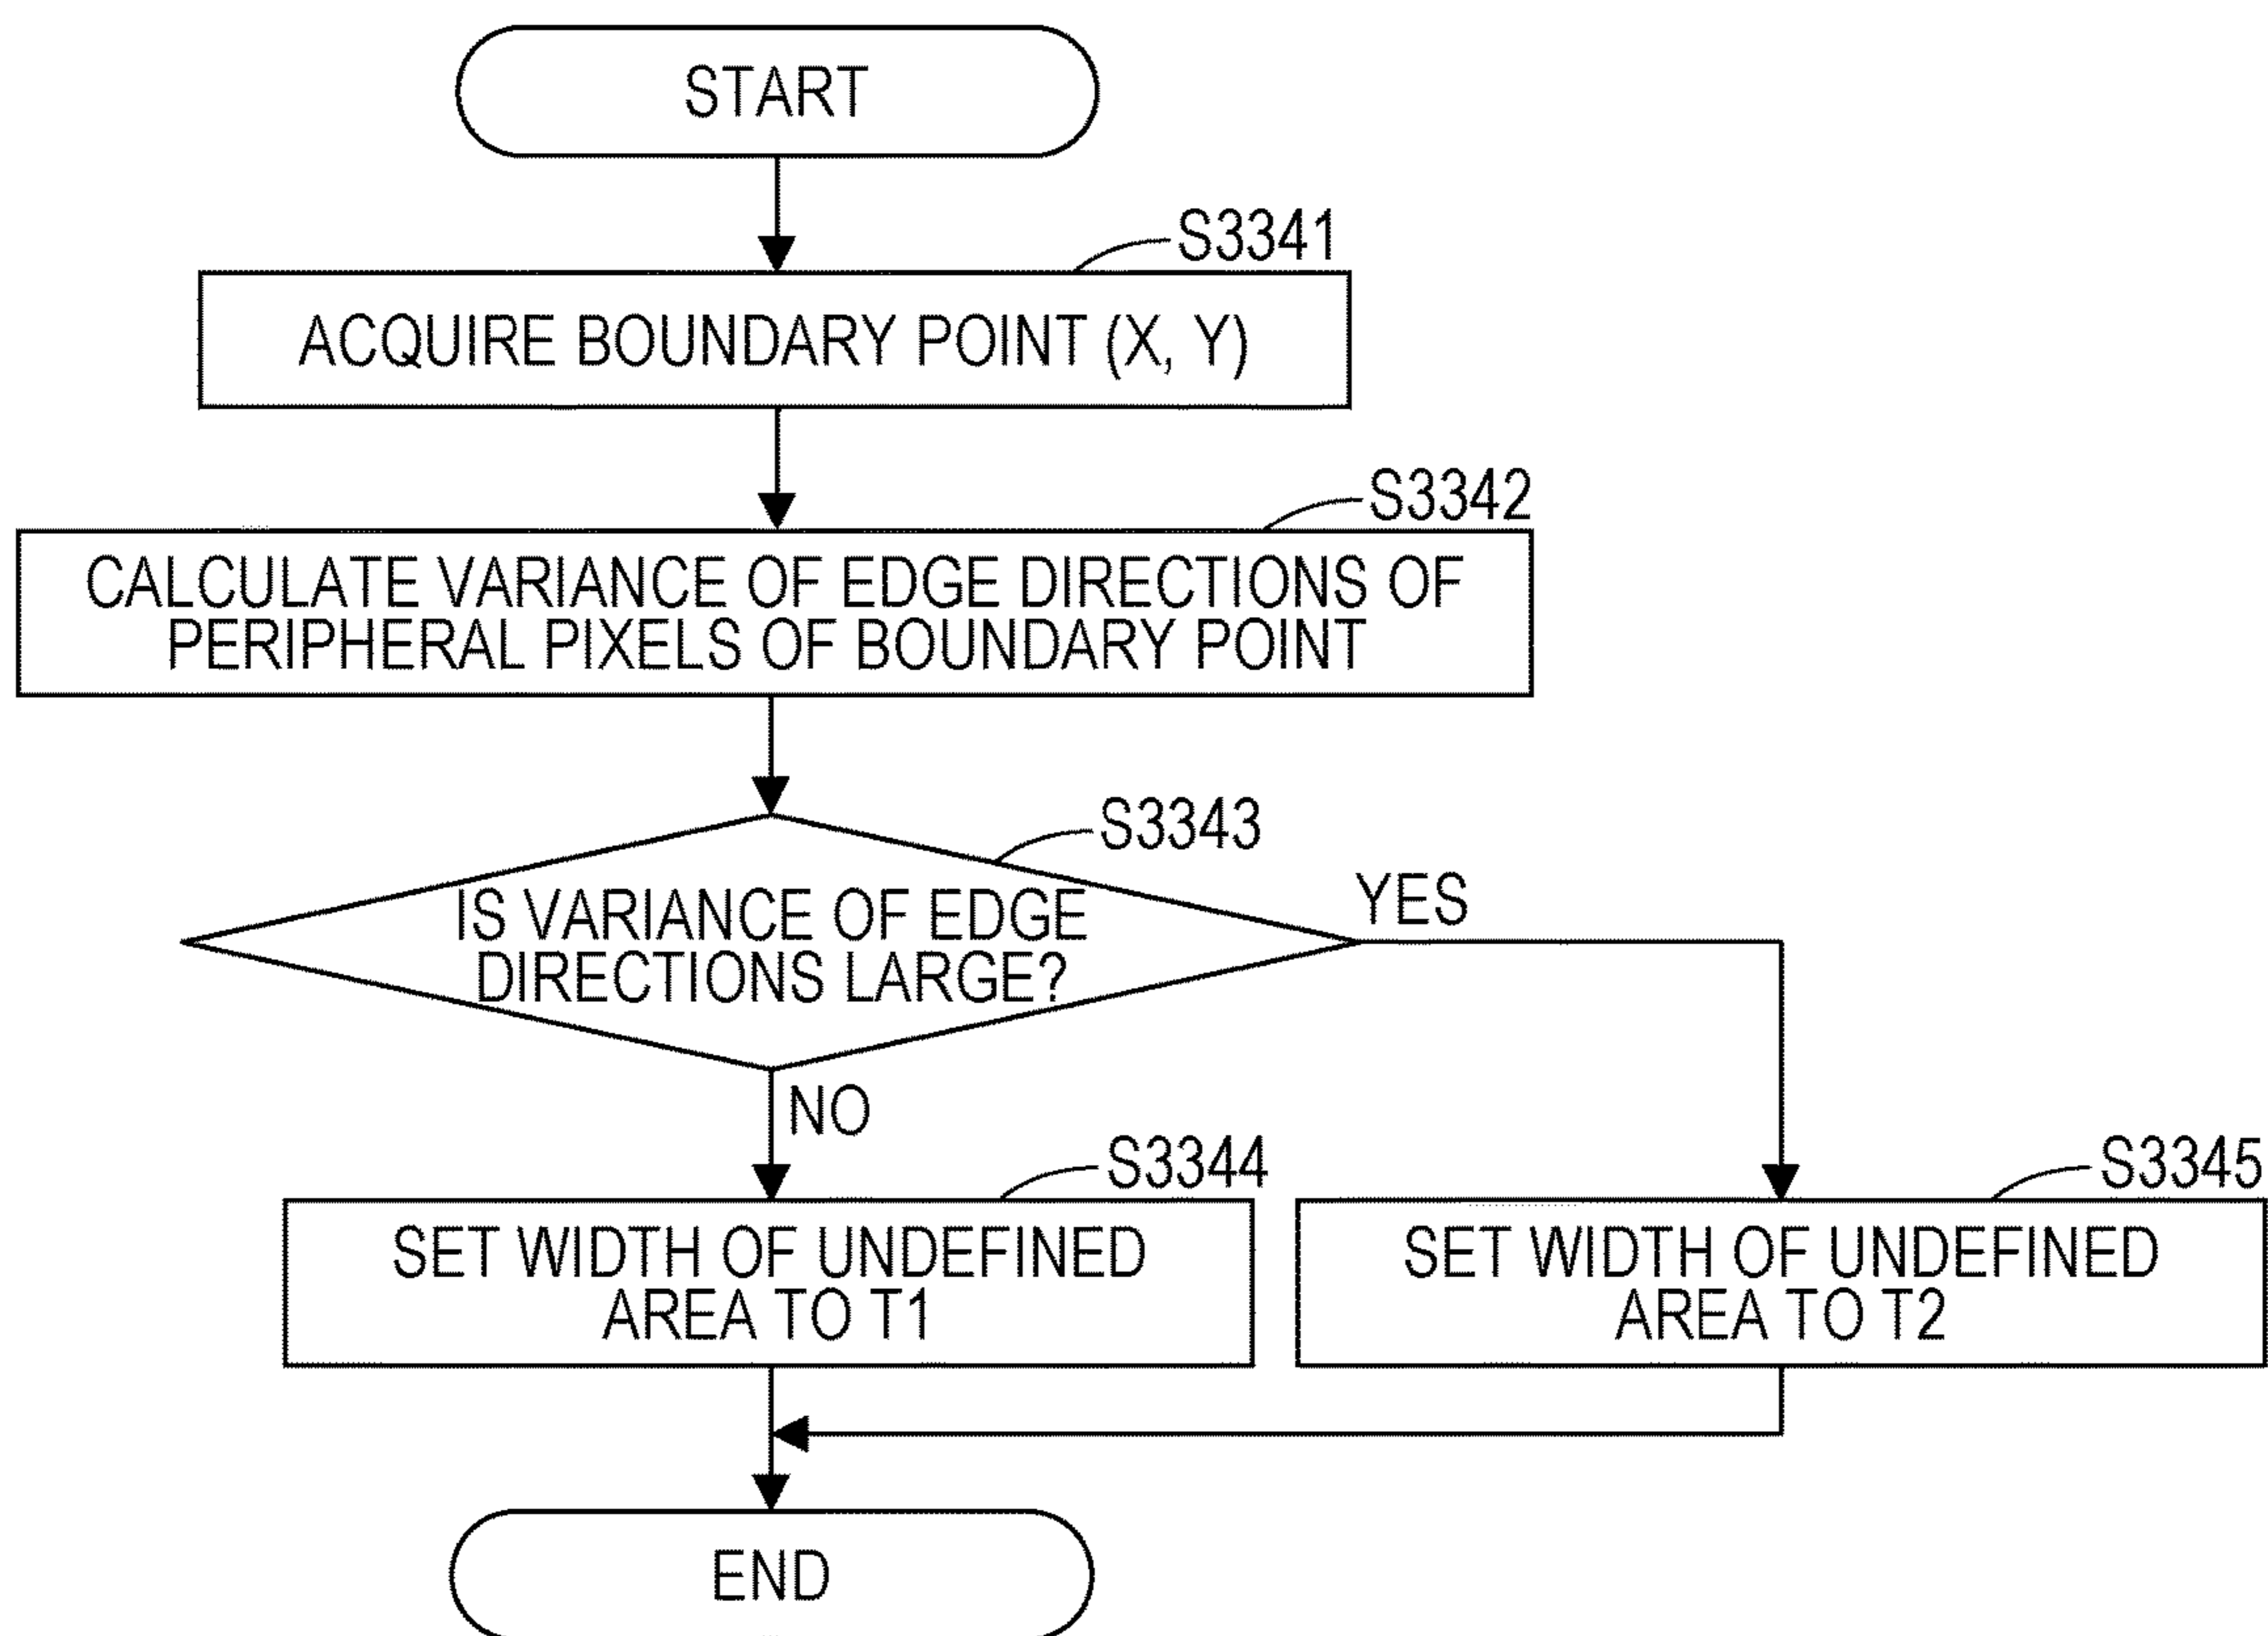 START
S3341
ACQUIRE BOUNDARY POINT (X, Y)
S3342
CALCULATE VARIANCE OF EDGE DIRECTIONS OF
PERIPHERAL PIXELS OF BOUNDARY POINT
S3343
IS VARIANCE OF EDGE
DIRECTIONS LARGE?
YES
NO
S3344
SET WIDTH OF UNDEFINED
AREA TO T1
S3345
SET WIDTH OF UNDEFINED
AREA TO T2
END